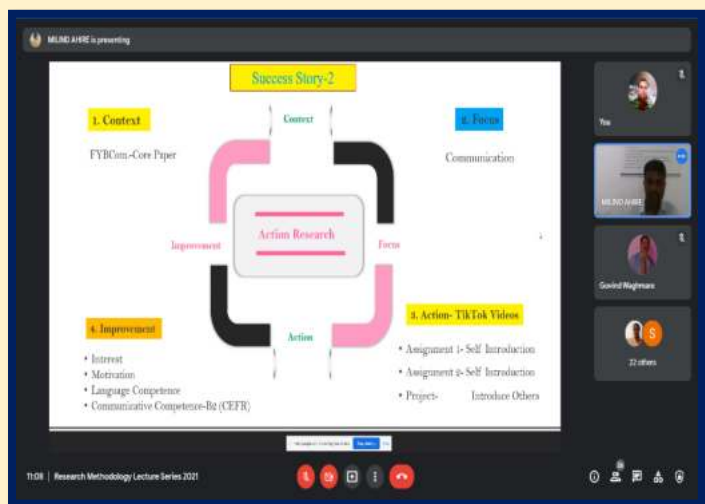 MILIND AHIRE is presenting
Success Story-2
1. Context
Context
2. Focus
FYBCom.-Core Paper
Communication
You
MILIND AHIRE
Improvement
Action Research
Focus
Govind Waghmare
4. Improvement
Action
3. Action- TikTok Videos
• Interest
• Motivation
• Language Competence
• Communicative Competence-B2 (CEFR)
• Assignment 1- Self Introduction
• Assignment 2- Self Introduction
• Project- Introduce Others
S
22 others
11:08 | Research Methodology Lecture Series 2021